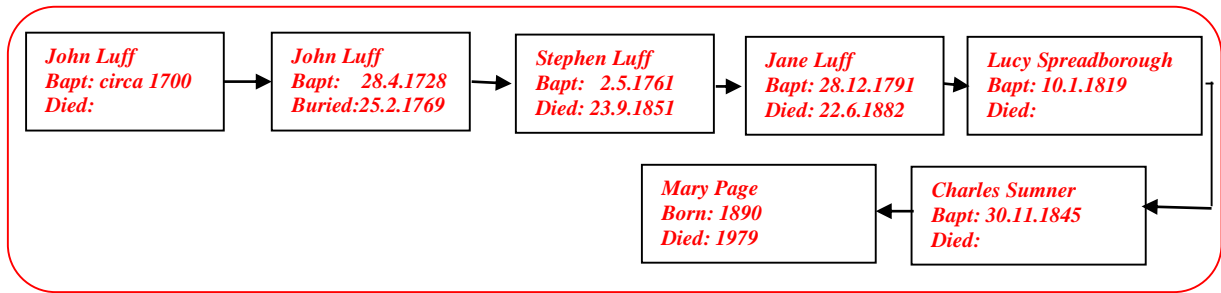 John Luff
Bapt: circa 1700
Died:
John Luff
Bapt: 28.4.1728
Buried:25.2.1769
Stephen Luff
Bapt: 2.5.1761
Died: 23.9.1851
Jane Luff
Bapt: 28.12.1791
Died: 22.6.1882
Lucy Spreadborough
Bapt: 10.1.1819
Died:
Charles Sumner
Bapt: 30.11.1845
Died:
Mary Page
Born: 1890
Died: 1979